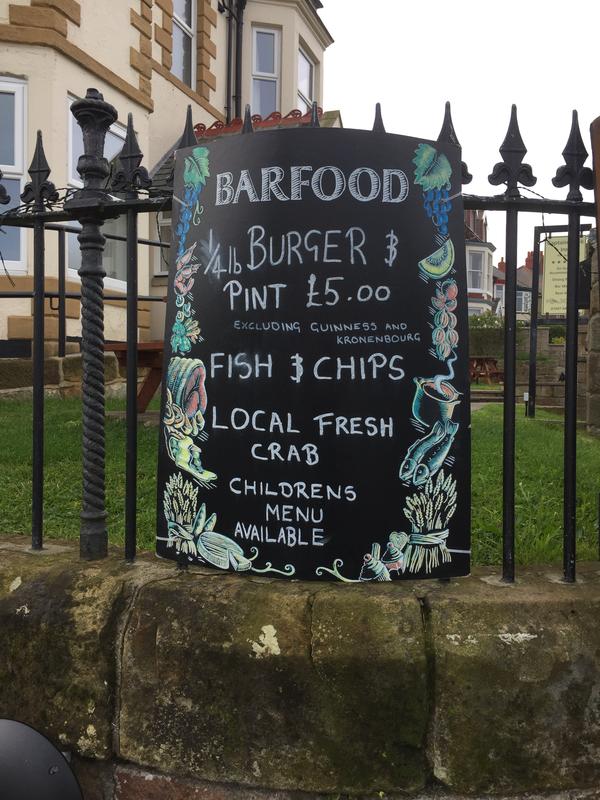 BARFOOD
1/4lb BURGER &
PINT £5.00
EXCLUDING GUINNESS AND
KRONENBOURG
FISH & CHIPS
LOCAL FRESH
CRAB
CHILDRENS
MENU
AVAILABLE